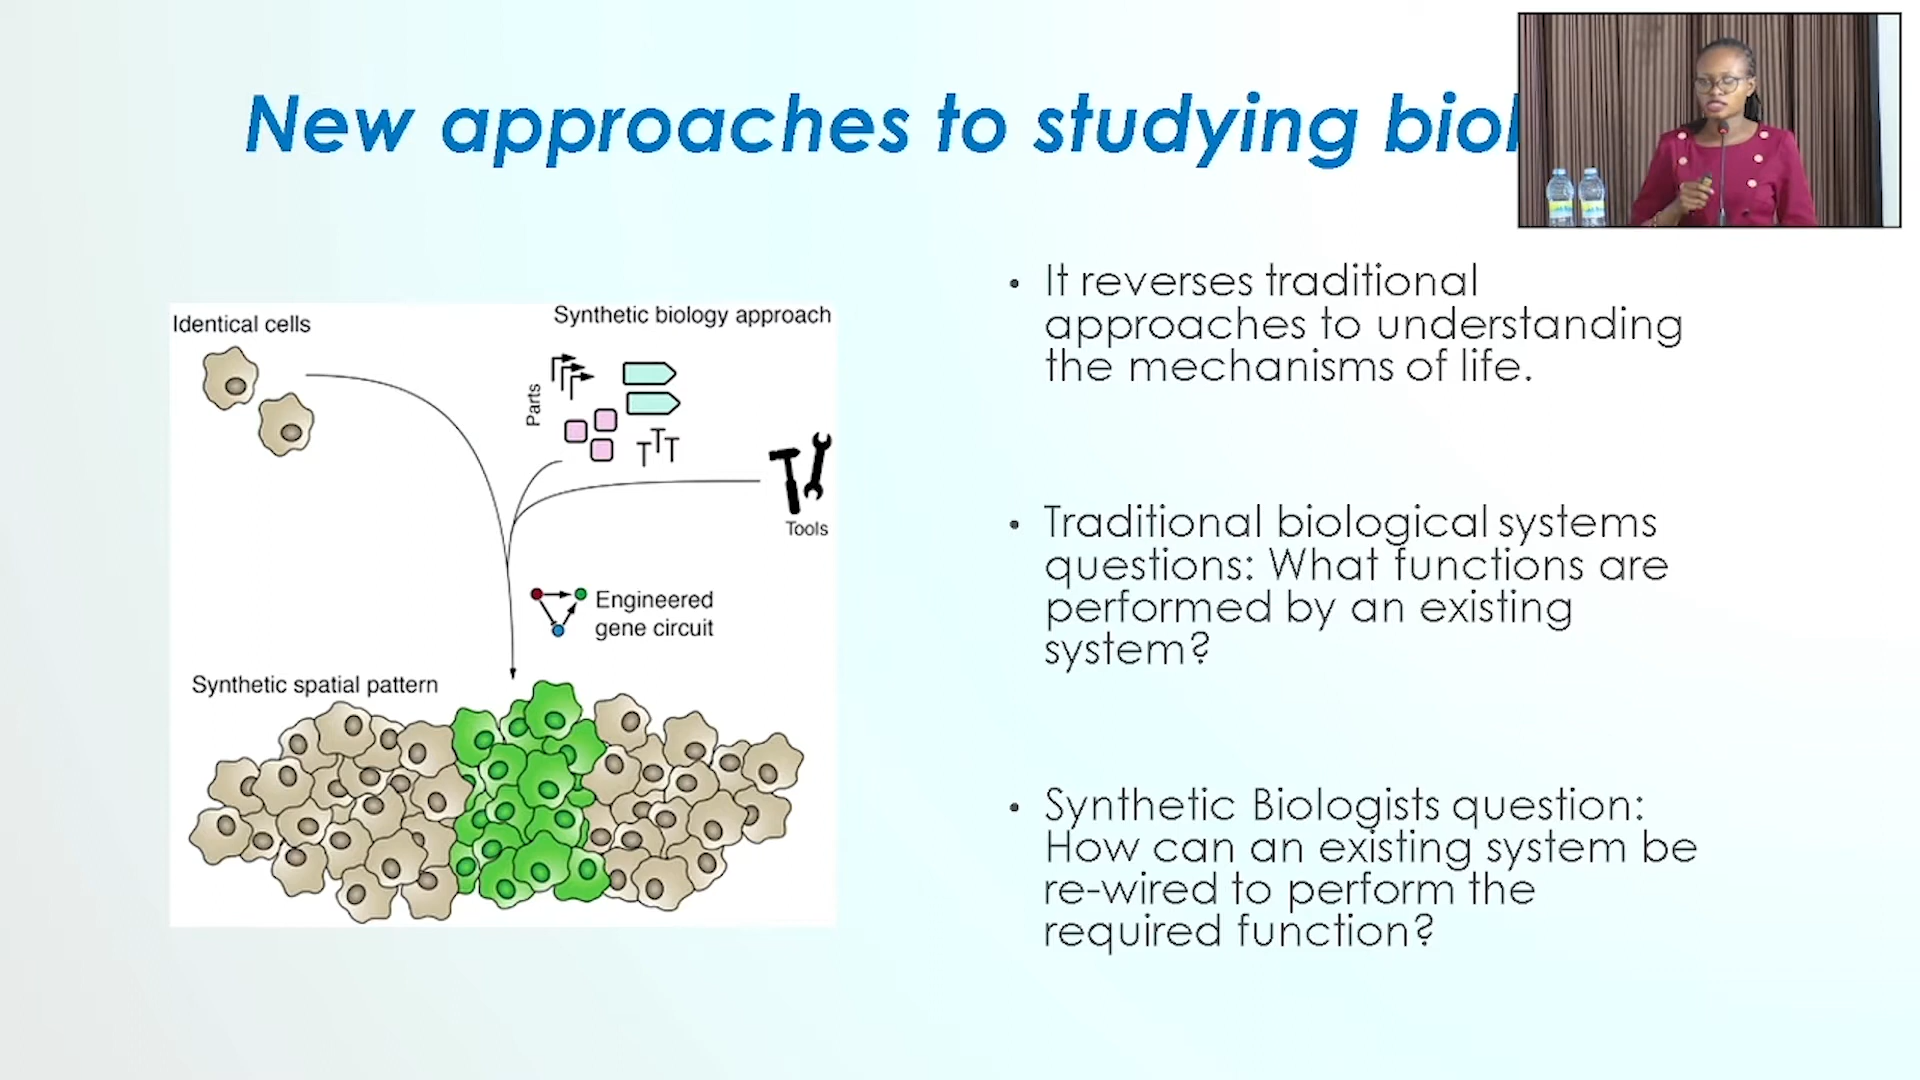 New approaches to studying biol
Identical cells
Synthetic biology approach
Parts
TTT
Tools
Engineered
gene circuit
Synthetic spatial pattern
• It reverses traditional
approaches to understanding
the mechanisms of life.
• Traditional biological systems
questions: What functions are
performed by an existing
system?
• Synthetic Biologists question:
How can an existing system be
re-wired to perform the
required function?